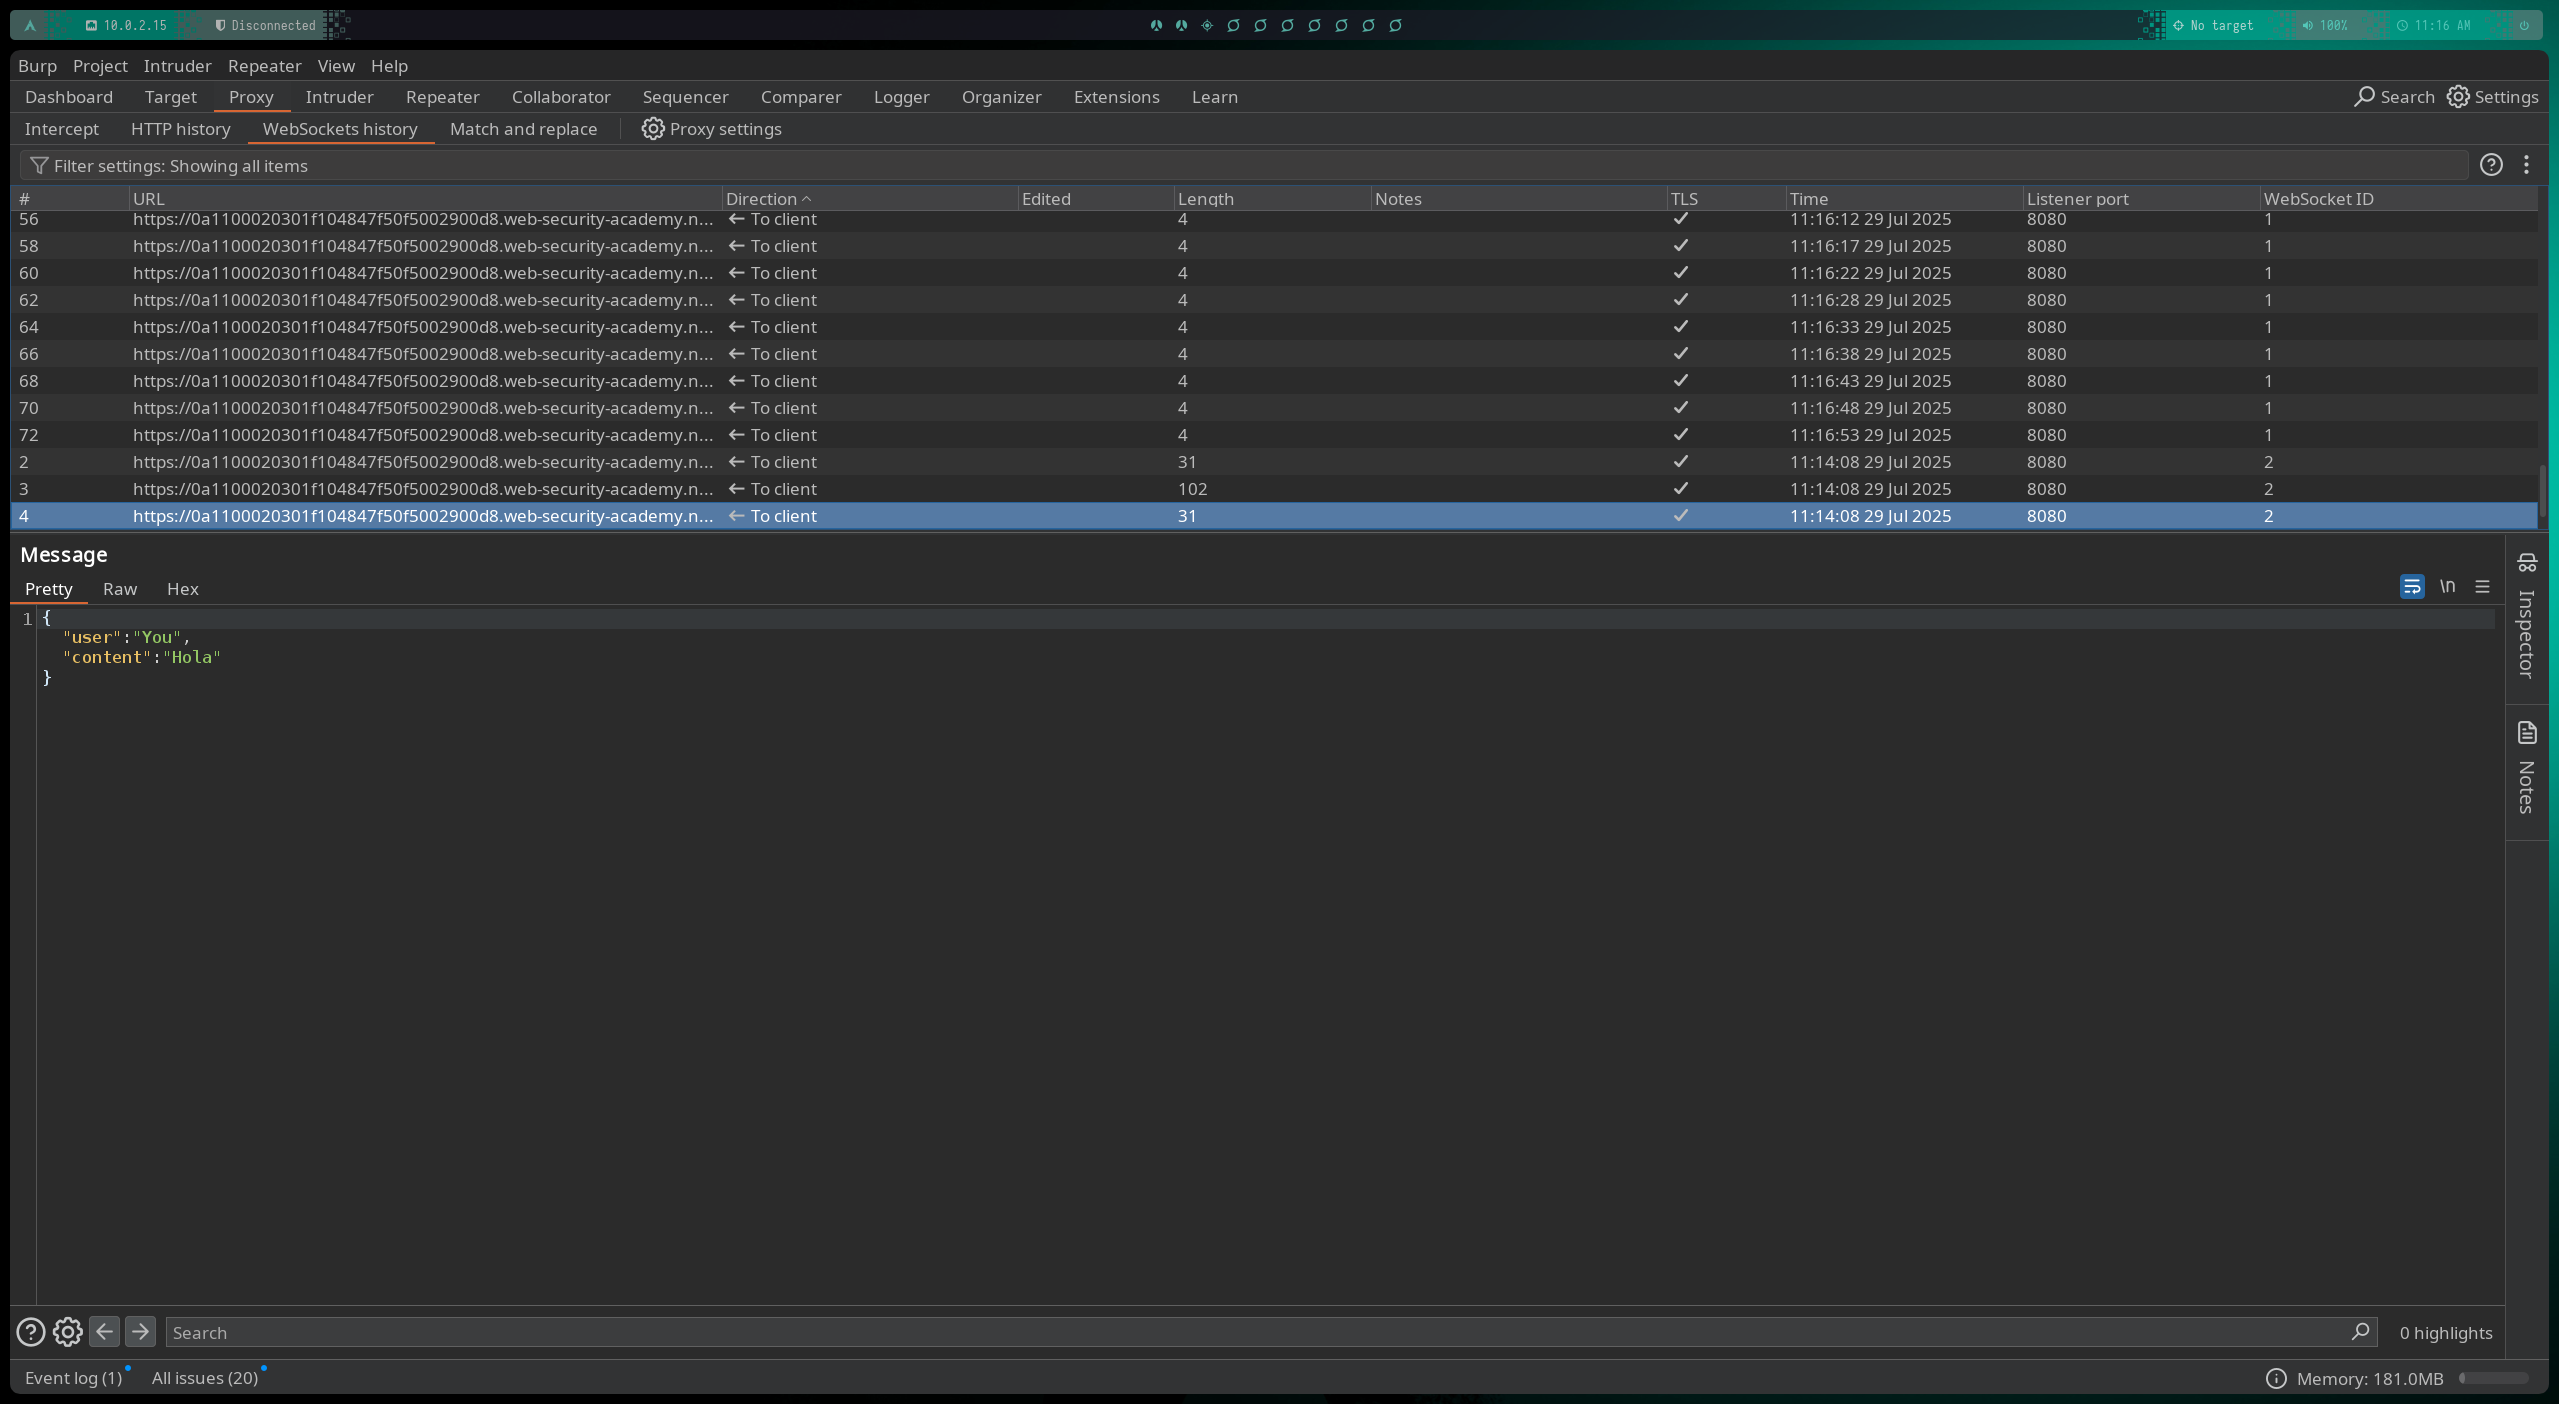 10.0.2.15 Disconnected No target 100% 11:16 AM
Burp Project Intruder Repeater View Help
Dashboard Target Proxy Intruder Repeater Collaborator Sequencer Comparer Logger Organizer Extensions Learn Search Settings
Intercept HTTP history WebSockets history Match and replace Proxy settings
Filter settings: Showing all items
# URL Direction Edited Length Notes TLS Time Listener port WebSocket ID
56 https://0a1100020301f104847f50f5002900d8.web-security-academy.n... To client 4 11:16:12 29 Jul 2025 8080 1
58 https://0a1100020301f104847f50f5002900d8.web-security-academy.n... To client 4 11:16:17 29 Jul 2025 8080 1
60 https://0a1100020301f104847f50f5002900d8.web-security-academy.n... To client 4 11:16:22 29 Jul 2025 8080 1
62 https://0a1100020301f104847f50f5002900d8.web-security-academy.n... To client 4 11:16:28 29 Jul 2025 8080 1
64 https://0a1100020301f104847f50f5002900d8.web-security-academy.n... To client 4 11:16:33 29 Jul 2025 8080 1
66 https://0a1100020301f104847f50f5002900d8.web-security-academy.n... To client 4 11:16:38 29 Jul 2025 8080 1
68 https://0a1100020301f104847f50f5002900d8.web-security-academy.n... To client 4 11:16:43 29 Jul 2025 8080 1
70 https://0a1100020301f104847f50f5002900d8.web-security-academy.n... To client 4 11:16:48 29 Jul 2025 8080 1
72 https://0a1100020301f104847f50f5002900d8.web-security-academy.n... To client 4 11:16:53 29 Jul 2025 8080 1
2 https://0a1100020301f104847f50f5002900d8.web-security-academy.n... To client 31 11:14:08 29 Jul 2025 8080 2
3 https://0a1100020301f104847f50f5002900d8.web-security-academy.n... To client 102 11:14:08 29 Jul 2025 8080 2
4 https://0a1100020301f104847f50f5002900d8.web-security-academy.n... To client 31 11:14:08 29 Jul 2025 8080 2
Message
Pretty Raw Hex \n
1 {
"user":"You",
"content":"Hola"
}
Inspector
Notes
Search 0 highlights
Event log (1) All issues (20) Memory: 181.0MB